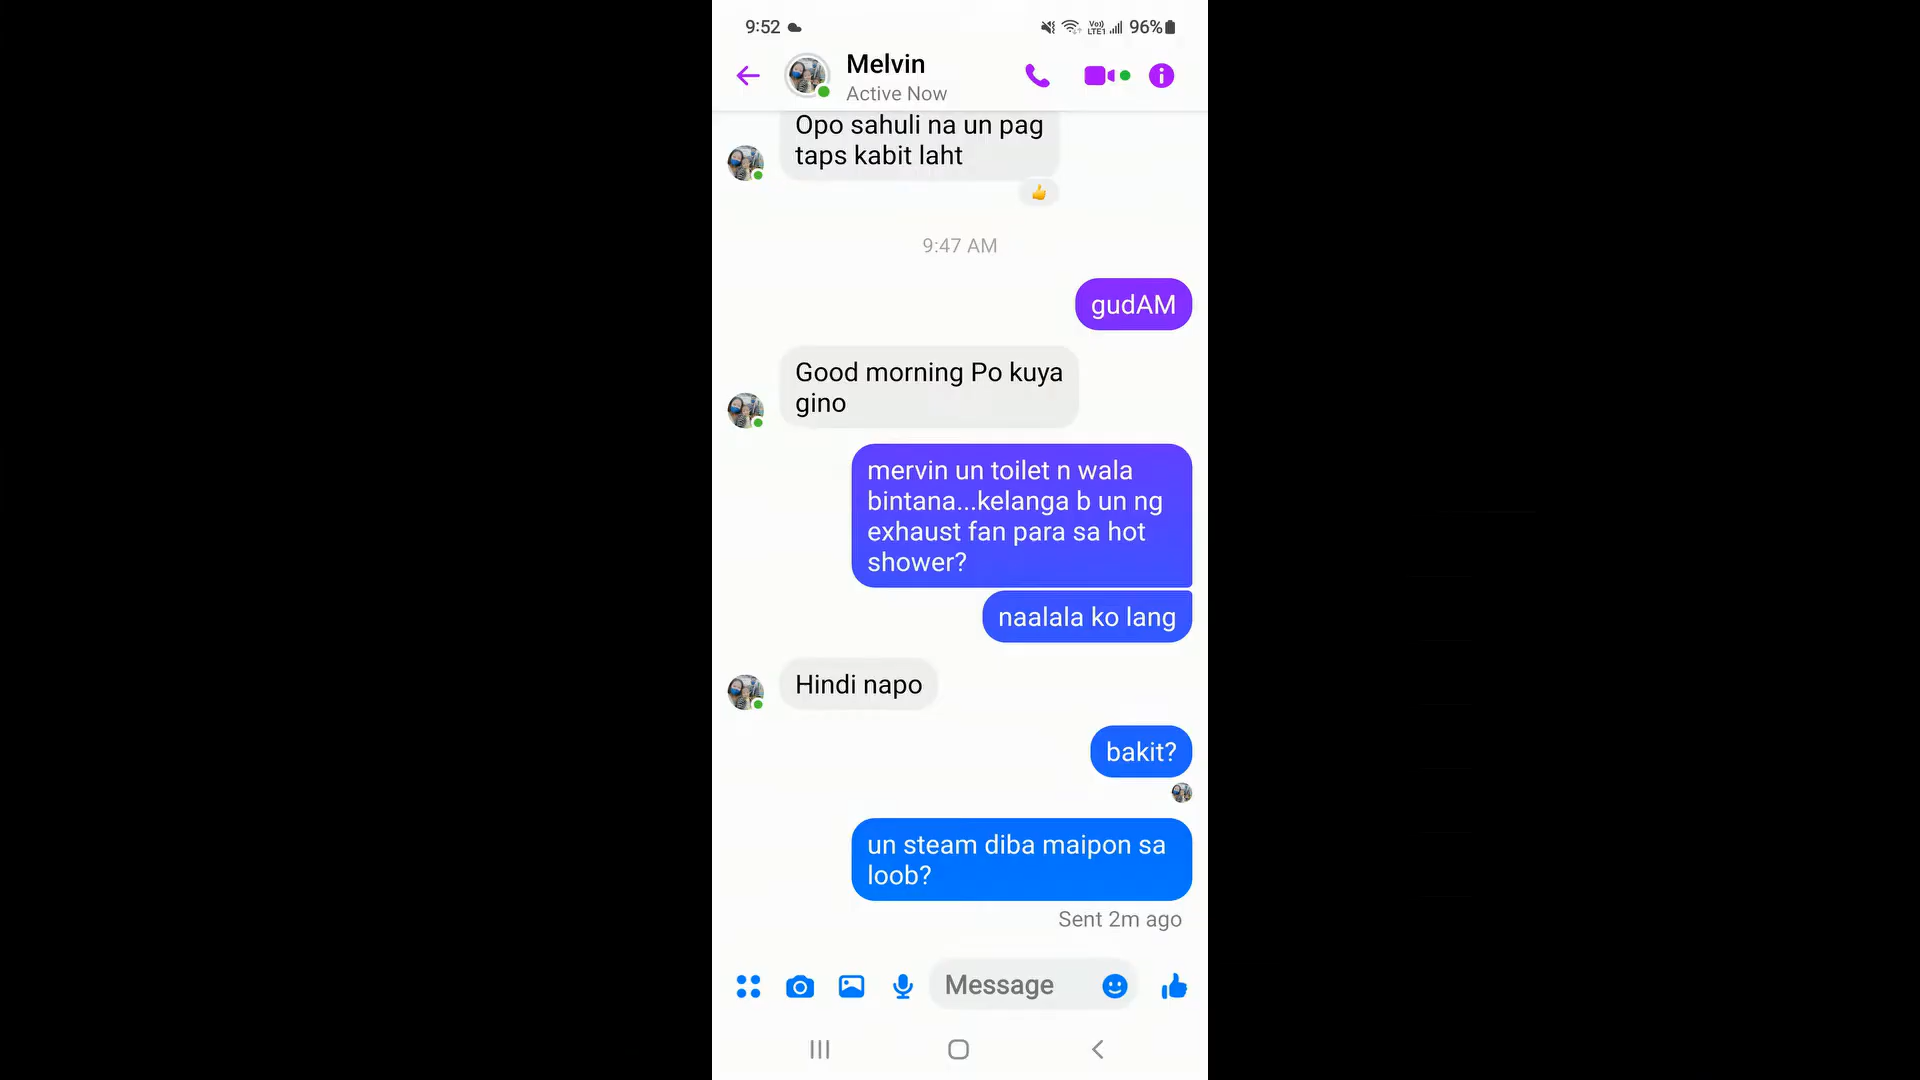 9:52
Vo))
LTE1
96%
Melvin
Active Now
Opo sahuli na un pag
taps kabit laht
9:47 AM
gudAM
Good morning Po kuya
gino
mervin un toilet n wala
bintana...kelanga b un ng
exhaust fan para sa hot
shower?
naalala ko lang
Hindi napo
bakit?
un steam diba maipon sa
loob?
Sent 2m ago
Message